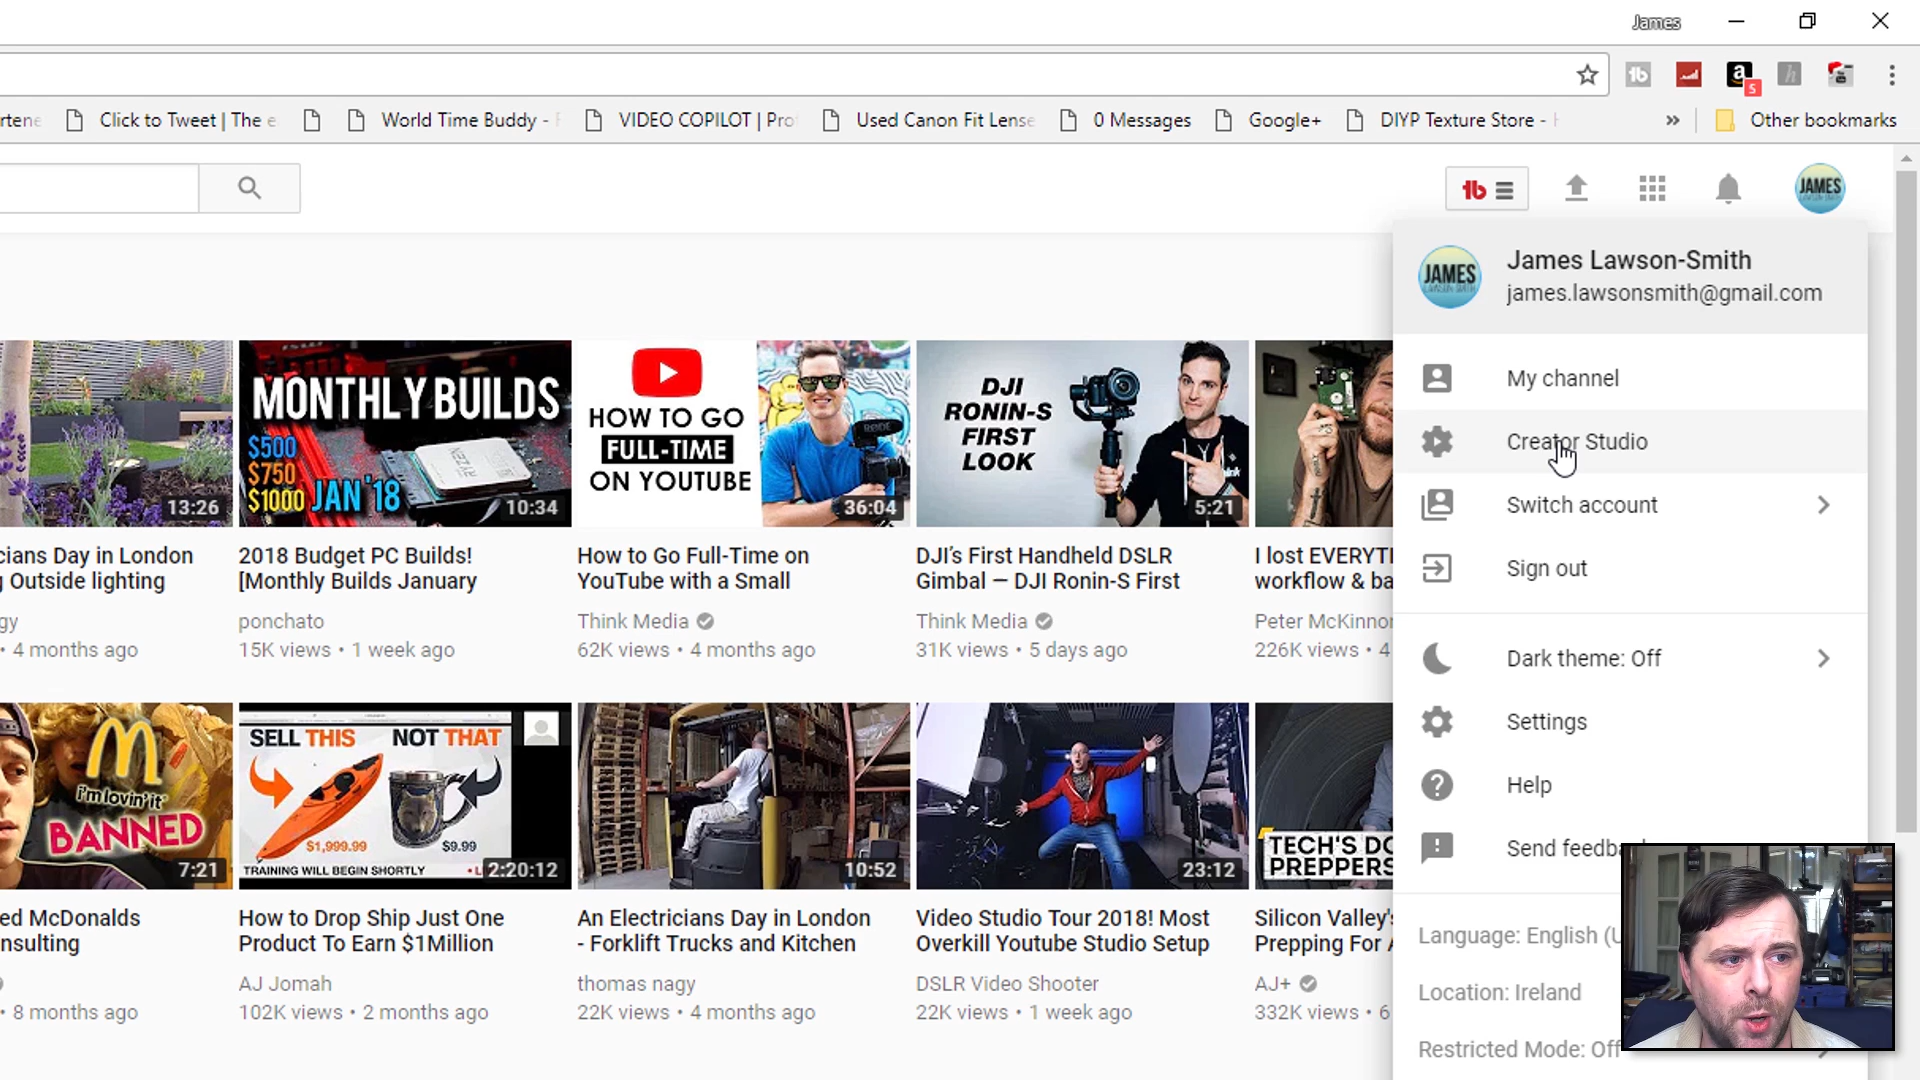 James
5
rtene
Click to Tweet | The e
World Time Buddy -
VIDEO COPILOT | Pro
Used Canon Fit Lense
0 Messages
Google+
DIYP Texture Store -
Other bookmarks
JAMES
James Lawson-Smith
james.lawsonsmith@gmail.com
My channel
Creator Studio
Switch account
Sign out
Dark theme: Off
Settings
Help
Send feedba
Language: English (U
Location: Ireland
Restricted Mode: Off
13:26
MONTHLY BUILDS
$500
$750
$1000 JAN '18
RYZEN
10:34
HOW TO GO
FULL-TIME
ON YOUTUBE
RODE
36:04
DJI
RONIN-S
FIRST
LOOK
5:21
cians Day in London
g Outside lighting
gy
• 4 months ago
2018 Budget PC Builds!
[Monthly Builds January
ponchato
15K views • 1 week ago
How to Go Full-Time on
YouTube with a Small
Think Media
62K views • 4 months ago
DJI's First Handheld DSLR
Gimbal — DJI Ronin-S First
Think Media
31K views • 5 days ago
I lost EVERYTI
workflow & ba
Peter McKinnor
226K views • 4
i'm lovin' it
BANNED
7:21
SELL THIS NOT THAT
$1,999.99
$9.99
TRAINING WILL BEGIN SHORTLY
2:20:12
10:52
23:12
TECH'S DO
PREPPERS
ed McDonalds
nsulting
• 8 months ago
How to Drop Ship Just One
Product To Earn $1Million
AJ Jomah
102K views • 2 months ago
An Electricians Day in London
- Forklift Trucks and Kitchen
thomas nagy
22K views • 4 months ago
Video Studio Tour 2018! Most
Overkill Youtube Studio Setup
DSLR Video Shooter
22K views • 1 week ago
Silicon Valley's
Prepping For A
AJ+
332K views • 6